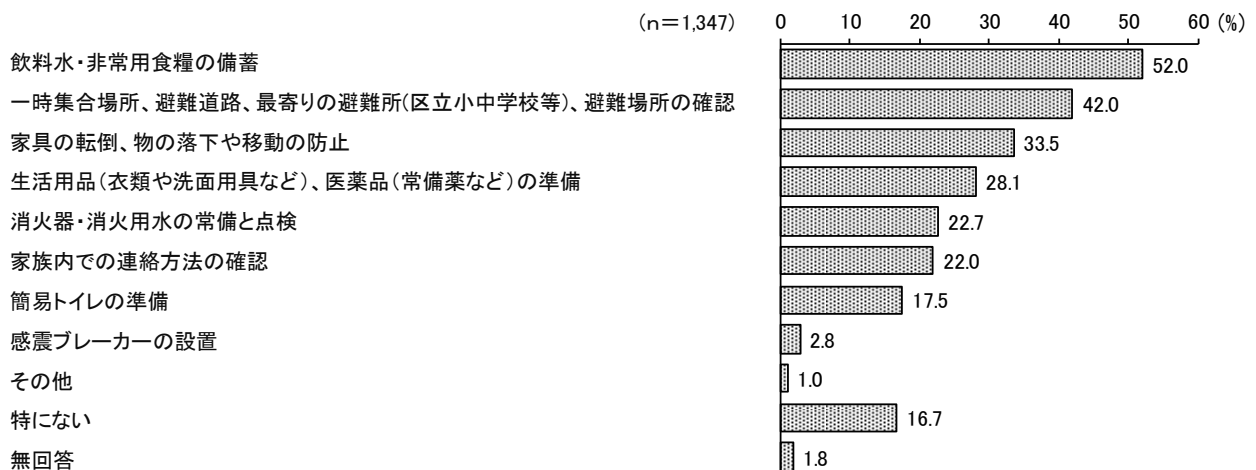 (n=1,347) 0 10 20 30 40 50 60 (%)
飲料水・非常用食糧の備蓄 52.0
一時集合場所、避難道路、最寄りの避難所(区立小中学校等)、避難場所の確認 42.0
家具の転倒、物の落下や移動の防止 33.5
生活用品(衣類や洗面用具など)、医薬品(常備薬など)の準備 28.1
消火器・消火用水の常備と点検 22.7
家族内での連絡方法の確認 22.0
簡易トイレの準備 17.5
感震ブレーカーの設置 2.8
その他 1.0
特にない 16.7
無回答 1.8